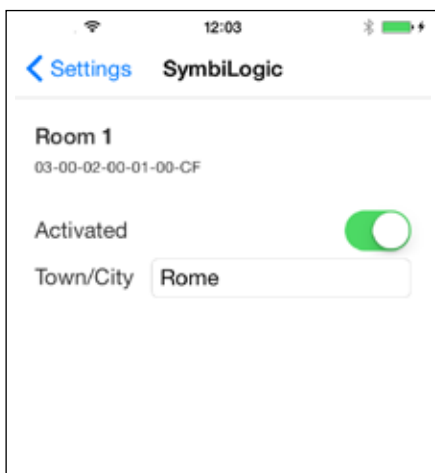 12:03
Settings SymbiLogic
Room 1
03-00-02-00-01-00-CF
Activated
Town/City Rome